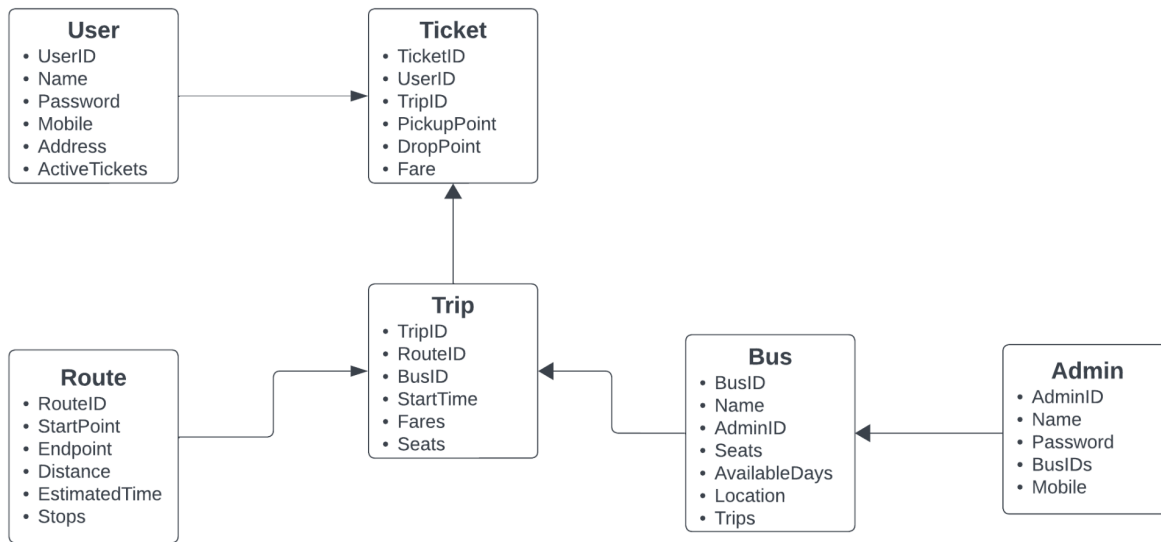 User
• UserID
• Name
• Password
• Mobile
• Address
• ActiveTickets
Ticket
• TicketID
• UserID
• TripID
• PickupPoint
• DropPoint
• Fare
Trip
• TripID
• RouteID
• BusID
• StartTime
• Fares
• Seats
Route
• RouteID
• StartPoint
• Endpoint
• Distance
• EstimatedTime
• Stops
Bus
• BusID
• Name
• AdminID
• Seats
• AvailableDays
• Location
• Trips
Admin
• AdminID
• Name
• Password
• BusIDs
• Mobile